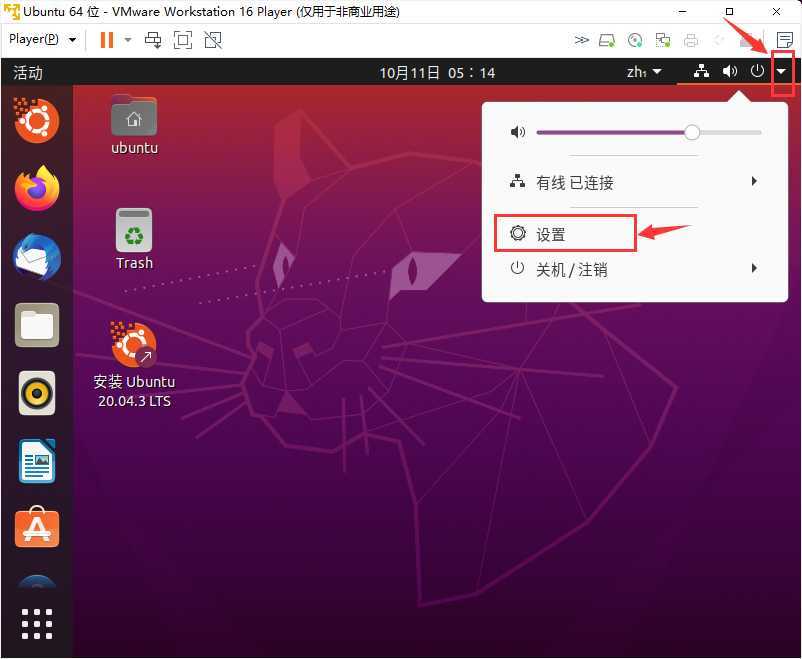 Ubuntu 64 位 - VMware Workstation 16 Player (仅用于非商业用途)
Player(P)
活动
10月11日 05：14
zh₁
ubuntu
有线 已连接
设置
关机 / 注销
Trash
安装 Ubuntu
20.04.3 LTS